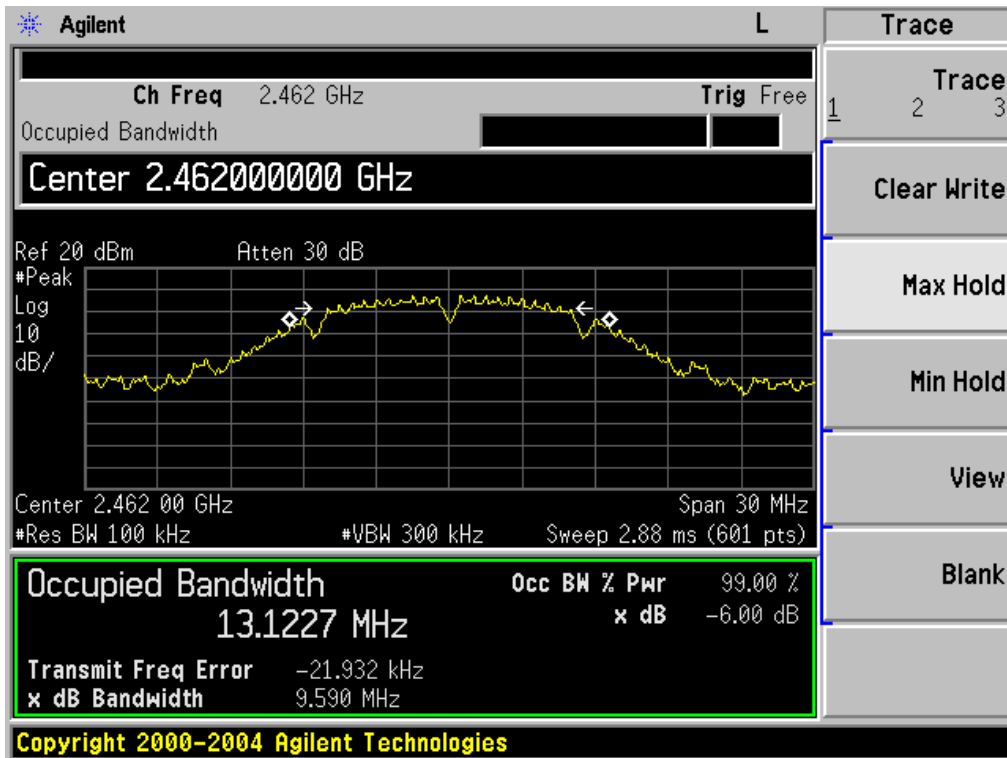 Agilent L Trace
Ch Freq 2.462 GHz Trig Free
Occupied Bandwidth
Center 2.462000000 GHz
Ref 20 dBm Atten 30 dB
#Peak
Log
10
dB/
Center 2.462 00 GHz Span 30 MHz
#Res BW 100 kHz #VBW 300 kHz Sweep 2.88 ms (601 pts)
Occupied Bandwidth Occ BW % Pwr 99.00 %
13.1227 MHz x dB -6.00 dB
Transmit Freq Error -21.932 kHz
x dB Bandwidth 9.590 MHz
Copyright 2000-2004 Agilent Technologies
Trace
1 2 3
Clear Write
Max Hold
Min Hold
View
Blank